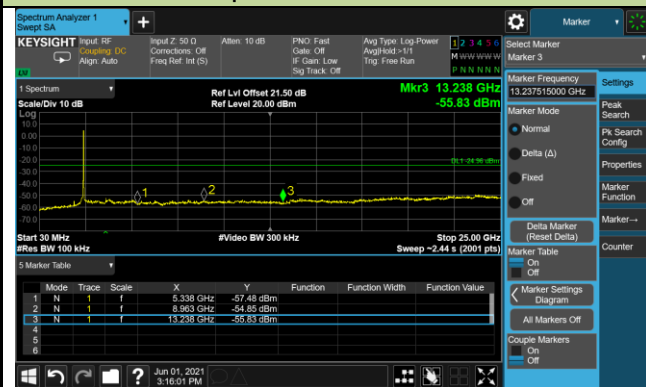 Spectrum Analyzer 1
Swept SA
Marker
KEYSIGHT
Input: RF
Coupling: DC
Align: Auto
Input Z: 50 Ω
Corrections: Off
Freq Ref: Int (S)
Atten: 10 dB
PNO: Fast
Gate: Off
IF Gain: Low
Sig Track: Off
Avg Type: Log-Power
Avg|Hold:>1/1
Trig: Free Run
1 2 3 4 5 6
M W W W W W
P N N N N N
LXI
Select Marker
Marker 3
1 Spectrum
Scale/Div 10 dB
Ref Lvl Offset 21.50 dB
Ref Level 20.00 dBm
Mkr3 13.238 GHz
-55.83 dBm
Log
10.0
0.00
-10.0
-20.0
-30.0
-40.0
-50.0
-60.0
-70.0
DL1 -24.96 dBm
1
2
3
Start 30 MHz
#Res BW 100 kHz
#Video BW 300 kHz
Stop 25.00 GHz
Sweep ~2.44 s (2001 pts)
5 Marker Table
Mode Trace Scale X Y Function Function Width Function Value
1 N 1 f 5.338 GHz -57.48 dBm
2 N 1 f 8.963 GHz -54.85 dBm
3 N 1 f 13.238 GHz -55.83 dBm
4
5
6
Marker Frequency
13.237515000 GHz
Marker Mode
Normal
Delta (Δ)
Fixed
Off
Delta Marker
(Reset Delta)
Marker Table
On
Off
Marker Settings
Diagram
All Markers Off
Couple Markers
On
Off
Settings
Peak
Search
Pk Search
Config
Properties
Marker
Function
Marker→
Counter
?
Jun 01, 2021
3:16:01 PM